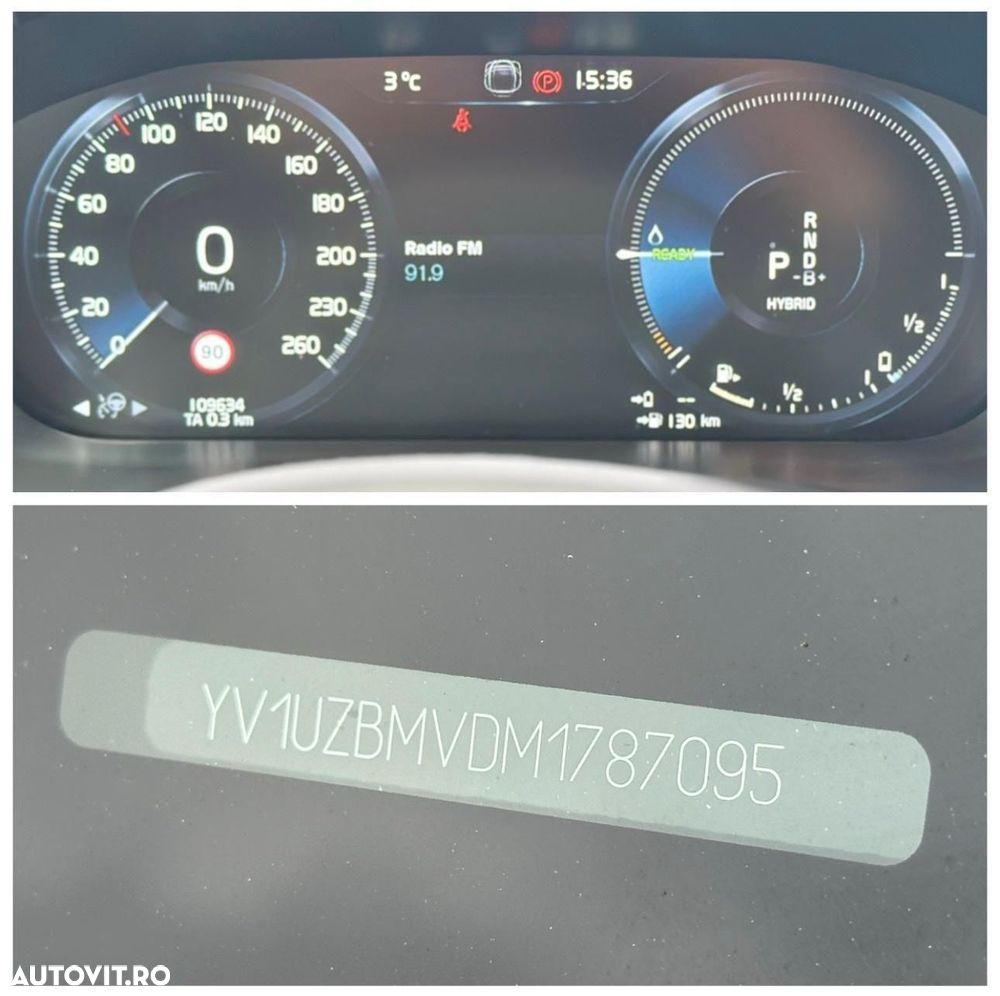 3 °C P 15:36
0 20 40 60 80 100 120 140 160 180 200 230 260
0
km/h
90
109634
TA 0.3 km
Radio FM
91.9
READY
P
R
N
D
-B+
HYBRID
1
1/2
1/2
--
130 km
YV1UZBMVDM1787095
AUTOVIT.RO